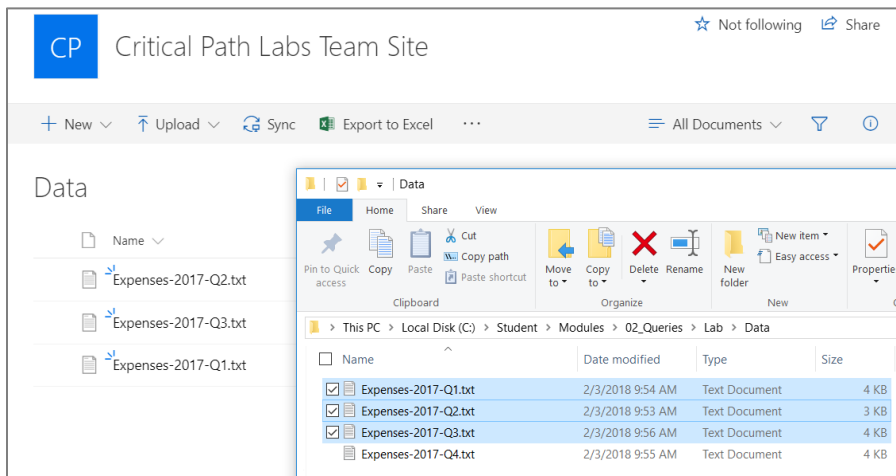 CP
Critical Path Labs Team Site
Not following Share
New Upload Sync Export to Excel ··· All Documents
Data
Name
Expenses-2017-Q2.txt
Expenses-2017-Q3.txt
Expenses-2017-Q1.txt
Data
File Home Share View
Pin to Quick access
Copy
Paste
Cut
Copy path
Paste shortcut
Clipboard
Move to
Copy to
Delete
Rename
Organize
New folder
New item
Easy access
New
Properties
This PC > Local Disk (C:) > Student > Modules > 02_Queries > Lab > Data
Name Date modified Type Size
Expenses-2017-Q1.txt 2/3/2018 9:54 AM Text Document 4 KB
Expenses-2017-Q2.txt 2/3/2018 9:53 AM Text Document 3 KB
Expenses-2017-Q3.txt 2/3/2018 9:56 AM Text Document 4 KB
Expenses-2017-Q4.txt 2/3/2018 9:55 AM Text Document 4 KB